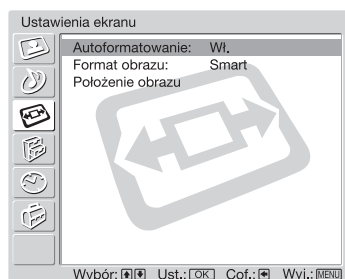 Ustawienia ekranu
Autoformatowanie: Wł.
Format obrazu: Smart
Położenie obrazu
Wybór: Ust.: OK Cof.: Wyj.: MENU